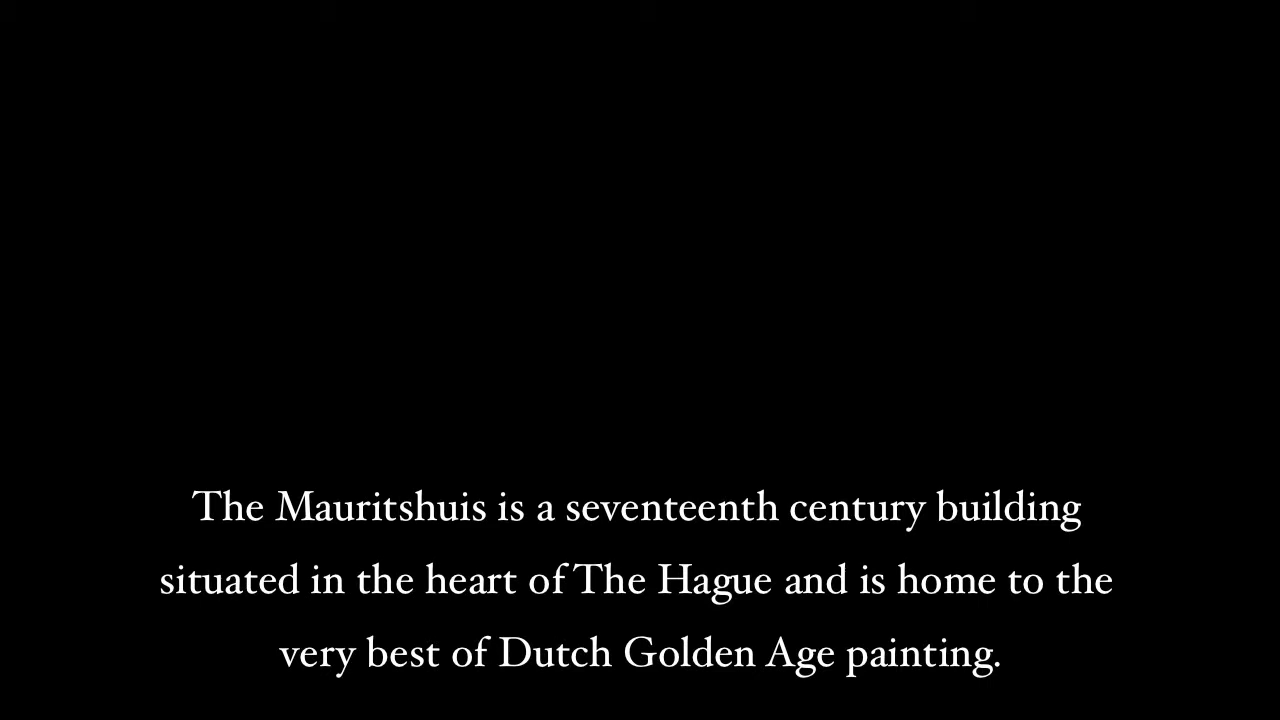 The Mauritshuis is a seventeenth century building
situated in the heart of The Hague and is home to the
very best of Dutch Golden Age painting.